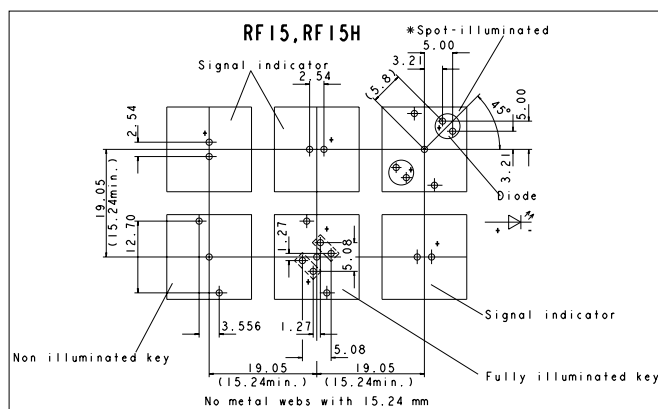 RF15,RF15H
*Spot-illuminated
Signal indicator
5.00
3.21
2.54
(5.8)
45°
5.00
2.54
3.21
Diode
19.05
(15.24min.)
12.70
1.27
5.08
+ -
3.556
1.27
5.08
Signal indicator
Non illuminated key
19.05
19.05
(15.24min.)
(15.24min.)
Fully illuminated key
No metal webs with 15.24 mm